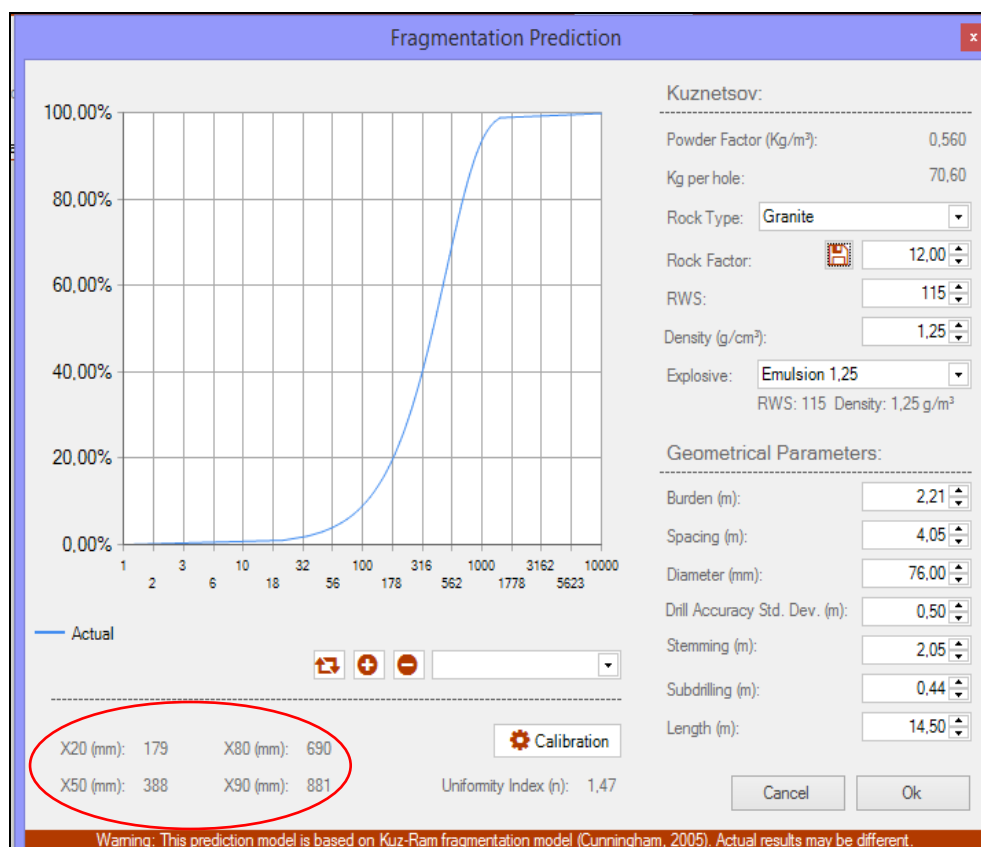 Fragmentation Prediction
x
100,00%
80,00%
60,00%
40,00%
20,00%
0,00%
1 3 10 32 100 316 1000 3162 10000
2 6 18 56 178 562 1778 5623
Actual
X20 (mm): 179 X80 (mm): 690
X50 (mm): 388 X90 (mm): 881
Calibration
Uniformity Index (n): 1,47
Kuznetsov:
Powder Factor (Kg/m³): 0,560
Kg per hole: 70,60
Rock Type: Granite
Rock Factor: 12,00
RWS: 115
Density (g/cm³): 1,25
Explosive: Emulsion 1,25
RWS: 115 Density: 1,25 g/m³
Geometrical Parameters:
Burden (m): 2,21
Spacing (m): 4,05
Diameter (mm): 76,00
Drill Accuracy Std. Dev. (m): 0,50
Stemming (m): 2,05
Subdrilling (m): 0,44
Length (m): 14,50
Cancel Ok
Warning: This prediction model is based on Kuz-Ram fragmentation model (Cunningham, 2005). Actual results may be different.